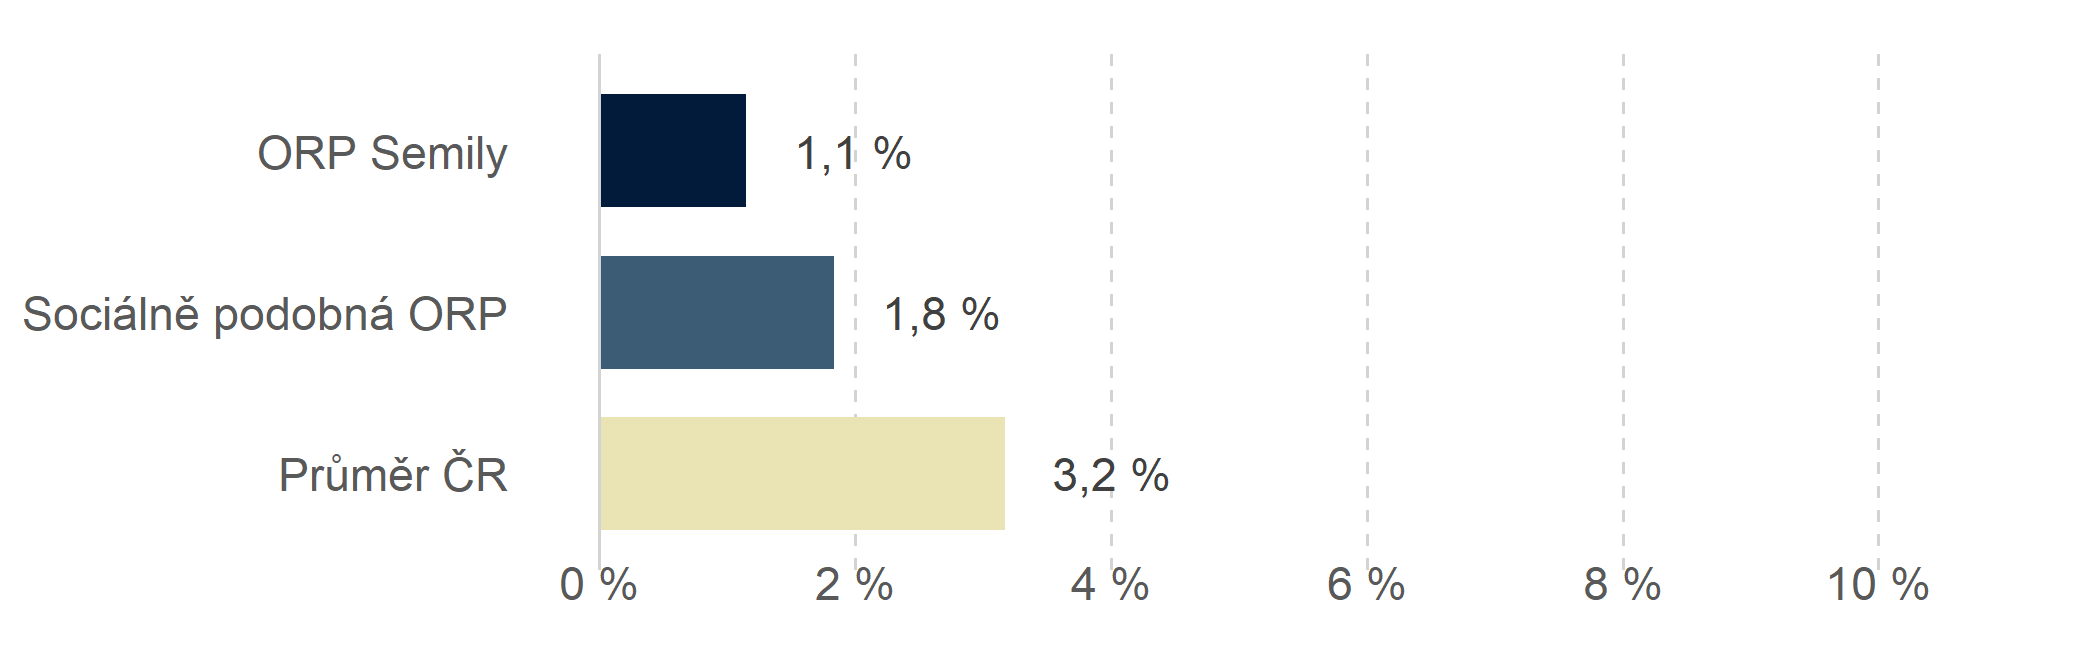 ORP Semily 1,1 %
Sociálně podobná ORP 1,8 %
Průměr ČR 3,2 %
0 % 2 % 4 % 6 % 8 % 10 %